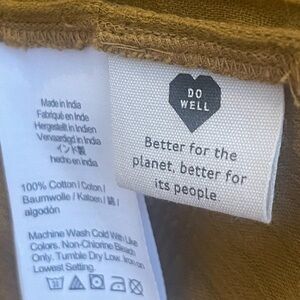 Made in India
Fabriqué en Inde
Hergestellt in Indien
Vervaardigd in India
インド製
hecho en india
100% Cotton / Coton /
Baumwolle / Katoen / 綿 /
algodón
Machine Wash Cold With Like
Colors. Non-Chlorine Bleach
Only. Tumble Dry Low. Iron on
Lowest Setting.
DO
WELL
Better for the
planet, better for
its people.